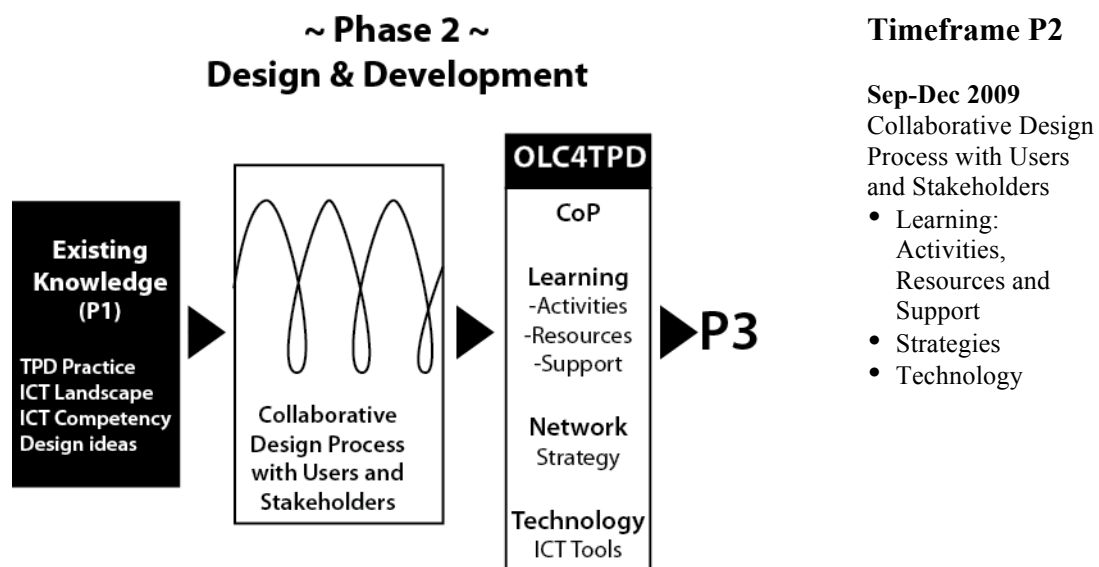 ~ Phase 2 ~
Design & Development
Existing
Knowledge
(P1)
TPD Practice
ICT Landscape
ICT Competency
Design ideas
Collaborative
Design Process
with Users and
Stakeholders
OLC4TPD
CoP
Learning
-Activities
-Resources
-Support
Network
Strategy
Technology
ICT Tools
P3
Timeframe P2
Sep-Dec 2009
Collaborative Design
Process with Users
and Stakeholders
• Learning:
Activities,
Resources and
Support
• Strategies
• Technology